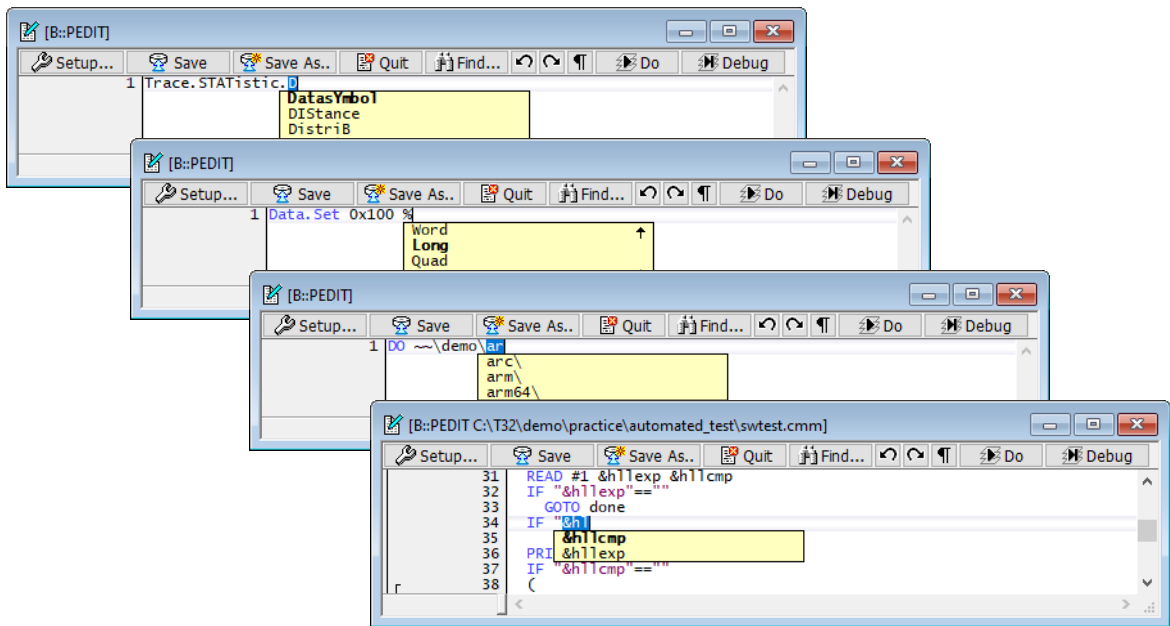 [B::PEDIT]
Setup... Save Save As.. Quit Find... ¶ Do Debug
1 Trace.STATistic.D
DatasYmbol
DIStance
DistriB
[B::PEDIT]
Setup... Save Save As.. Quit Find... ¶ Do Debug
1 Data.Set 0x100 %
Word
Long
Quad
[B::PEDIT]
Setup... Save Save As.. Quit Find... ¶ Do Debug
1 DO ~~\demo\ar
arc\
arm\
arm64\
[B::PEDIT C:\T32\demo\practice\automated_test\swtest.cmm]
Setup... Save Save As.. Quit Find... ¶ Do Debug
31 READ #1 &hllexp &hllcmp
32 IF "&hllexp"==""
33 GOTO done
34 IF "&hl
35 &hllcmp
36 PRI &hllexp
37 IF "&hllcmp"==""
38 (